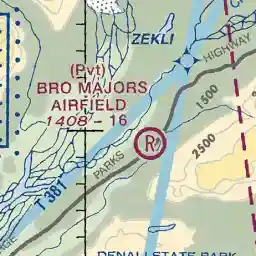 ZEKLI
HIGHWAY
(Pvt)
BRO MAJORS
AIRFIELD
1408 - 16
1500
R
2500
PARKS
T 381
DENALI STATE PARK